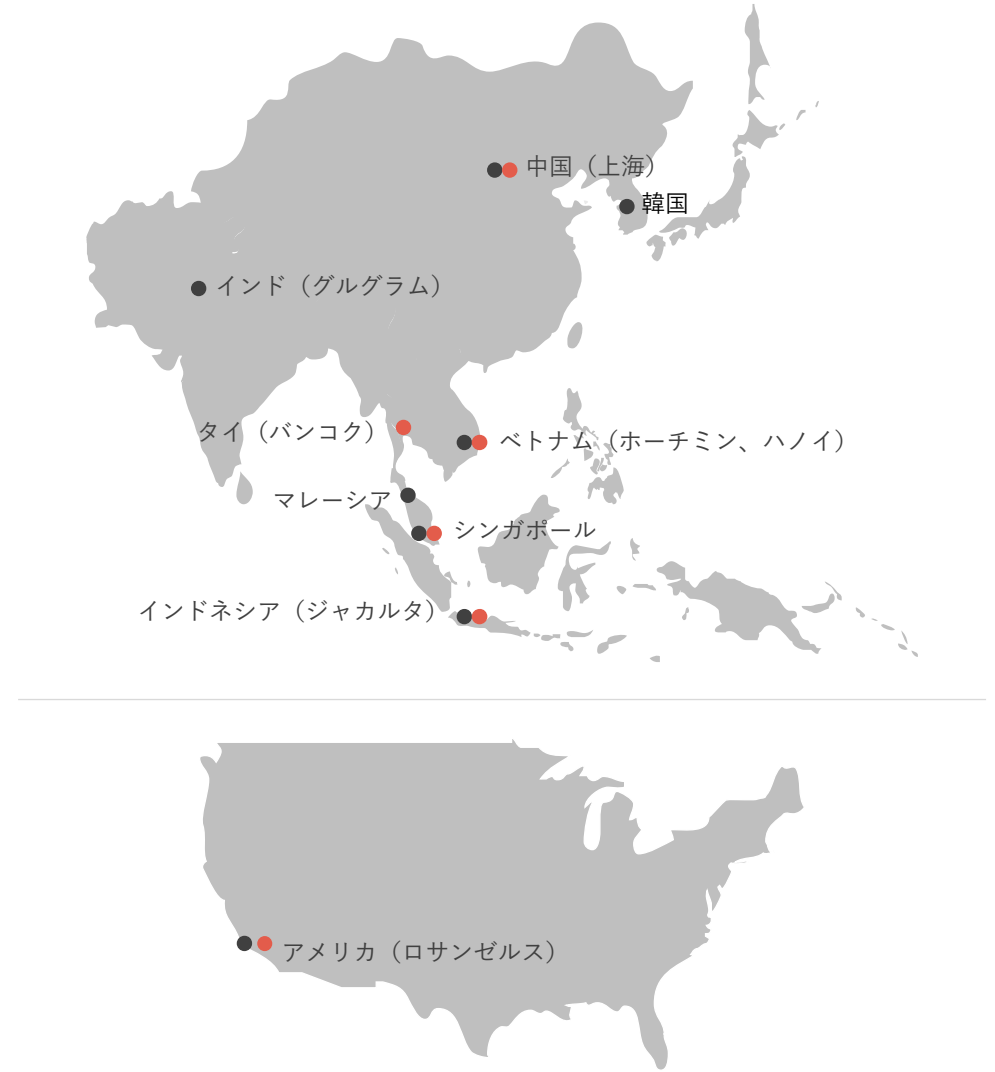 中国（上海）
韓国
インド（グルグラム）
タイ（バンコク）
ベトナム（ホーチミン、ハノイ）
マレーシア
シンガポール
インドネシア（ジャカルタ）
アメリカ（ロサンゼルス）